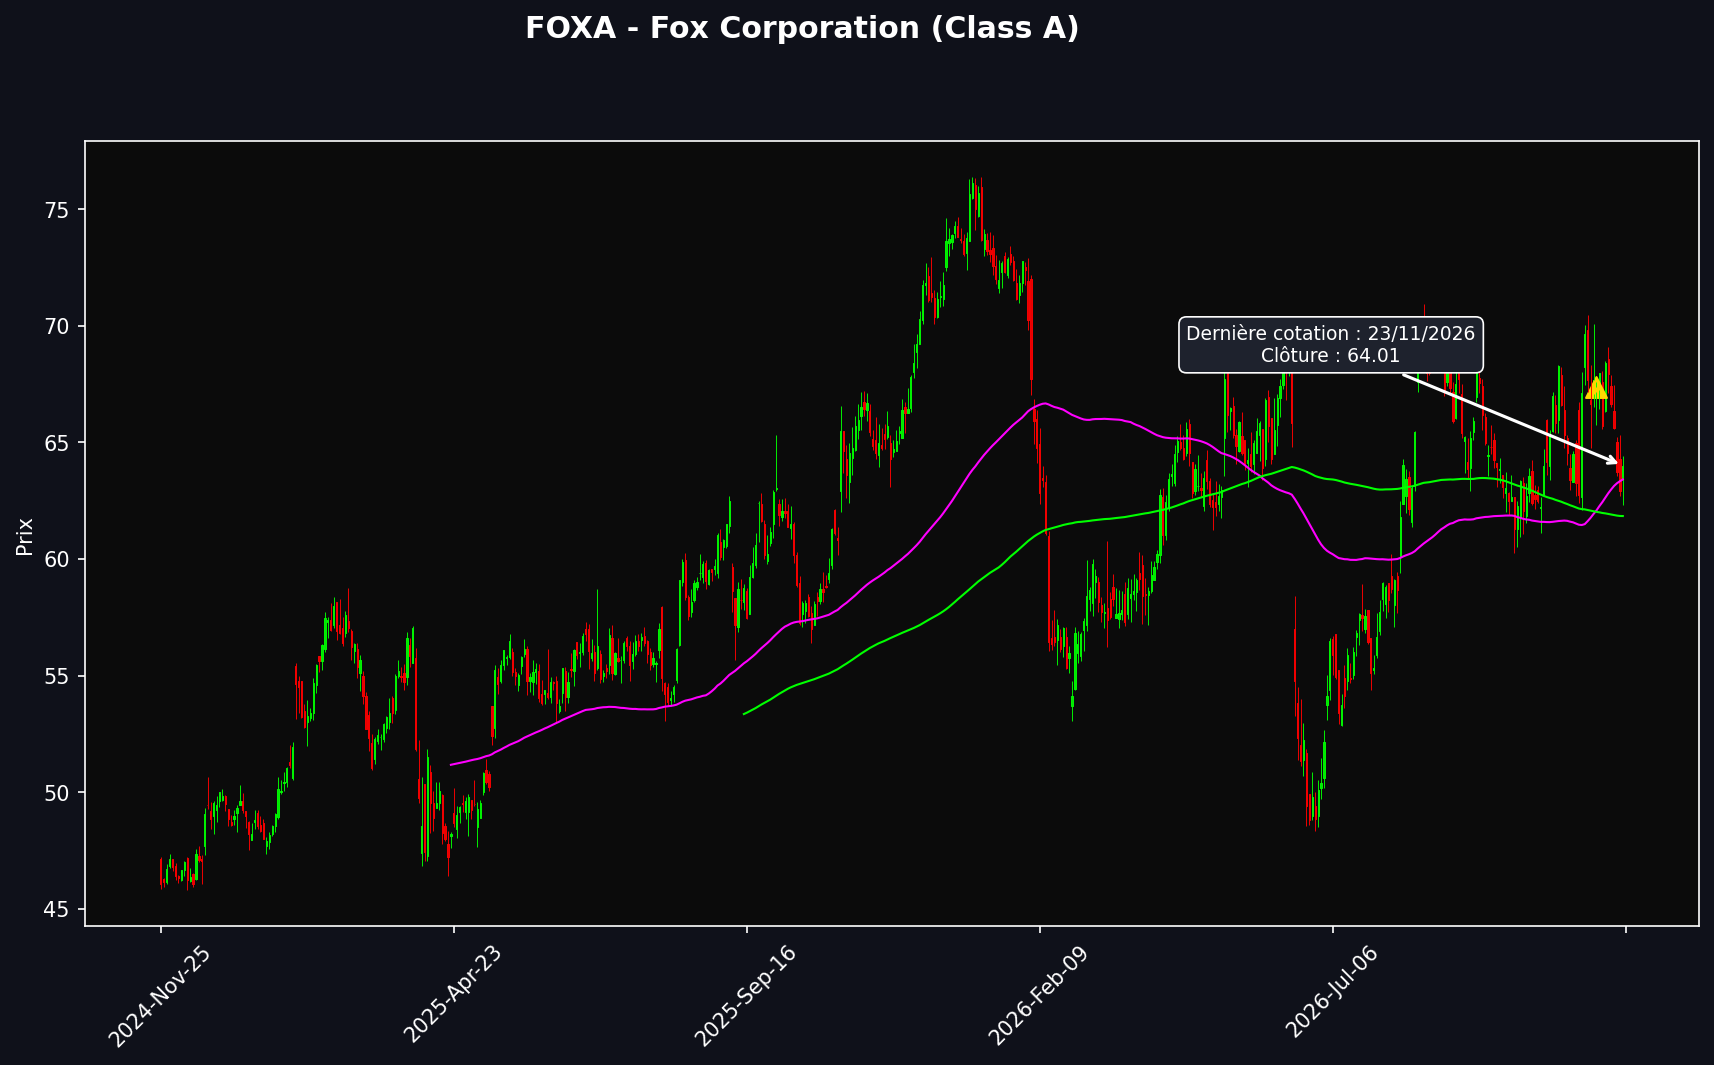 FOXA - Fox Corporation (Class A)
Prix
75
70
65
60
55
50
45
Dernière cotation : 23/11/2026
Clôture : 64.01
2024-Nov-25
2025-Apr-23
2025-Sep-16
2026-Feb-09
2026-Jul-06